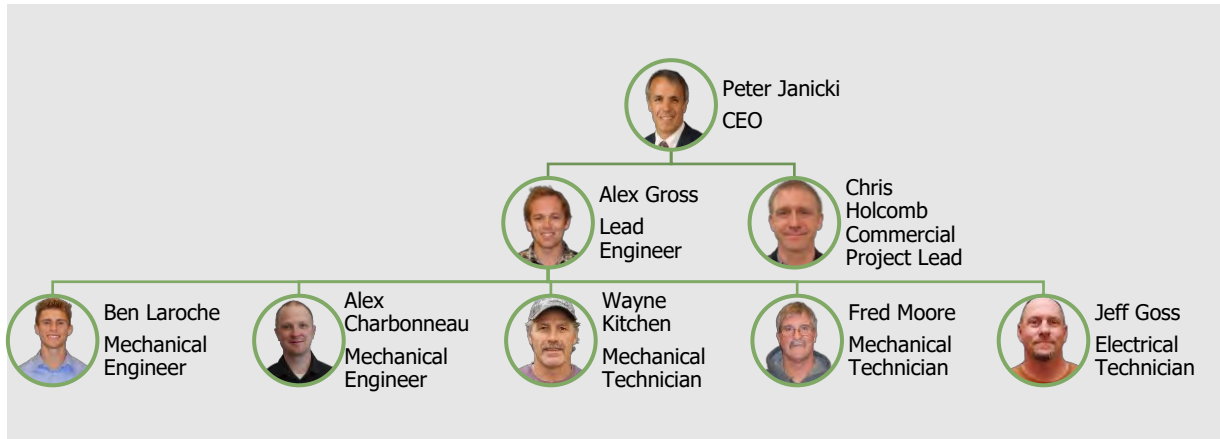 Peter Janicki
CEO
Alex Gross
Lead
Engineer
Chris
Holcomb
Commercial
Project Lead
Ben Laroche
Mechanical
Engineer
Alex
Charbonneau
Mechanical
Engineer
Wayne
Kitchen
Mechanical
Technician
Fred Moore
Mechanical
Technician
Jeff Goss
Electrical
Technician